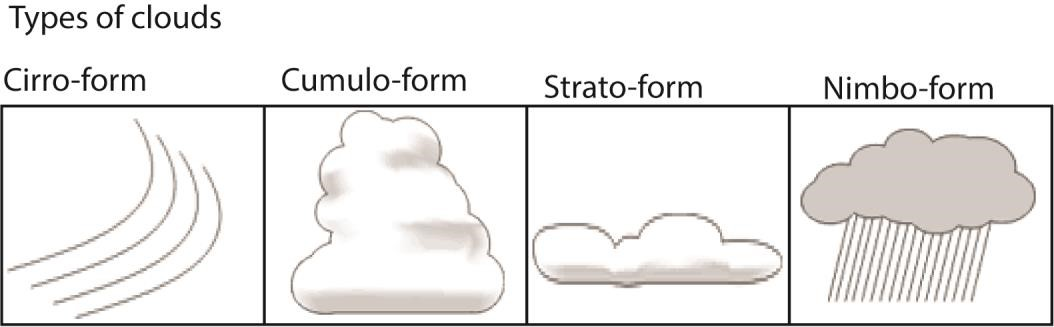 Types of clouds
Cirro-form
Cumulo-form
Strato-form
Nimbo-form